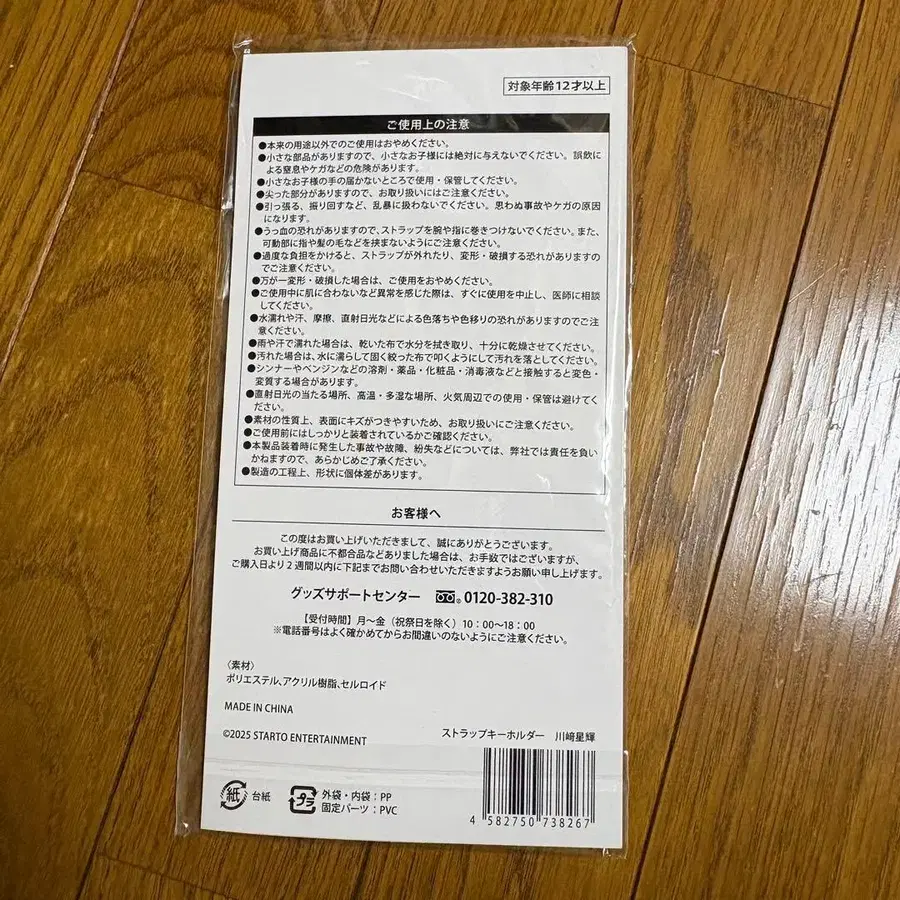 対象年齢12才以上
ご使用上の注意
●本来の用途以外でのご使用はおやめください。
●小さな部品がありますので、小さなお子様には絶対に与えないでください。誤飲に
よる窒息やケガなどの危険があります。
●小さなお子様の手の届かないところで使用・保管してください。
●尖った部分がありますので、お取り扱いにはご注意ください。
●引っ張る、振り回すなど、乱暴に扱わないでください。思わぬ事故やケガの原因
になります。
●うっ血の恐れがありますので、ストラップを腕や指に巻きつけないでください。また、
可動部に指や髪の毛などを挟まないようにご注意ください。
●過度な負担をかけると、ストラップが外れたり、変形・破損する恐れがありますの
でご注意ください。
●万が一変形・破損した場合は、ご使用をおやめください。
●ご使用中に肌に合わないなど異常を感じた際は、すぐに使用を中止し、医師に相談
してください。
●水濡れや汗、摩擦、直射日光などによる色落ちや色移りの恐れがありますのでご注
意ください。
●雨や汗で濡れた場合は、乾いた布で水分を拭き取り、十分に乾燥させてください。
●汚れた場合は、水に濡らして固く絞った布で叩くようにして汚れを落としてください。
●シンナーやベンジンなどの溶剤・薬品・化粧品・消毒液などと接触すると変色・
変質する場合があります。
●直射日光の当たる場所、高温・多湿な場所、火気周辺での使用・保管は避けてく
ださい。
●素材の性質上、表面にキズがつきやすいため、お取り扱いにご注意ください。
●ご使用前にはしっかりと装着されているかご確認ください。
●本製品装着時に発生した事故や故障、紛失などについては、弊社では責任を負い
かねますので、あらかじめご了承ください。
●製造の工程上、形状に個体差があります。
お客様へ
この度はお買い上げいただきまして、誠にありがとうございます。
お買い上げ商品に不都合品などありました場合は、お手数ではございますが、
ご購入日より2週間以内に下記までお問い合わせいただきますようお願い申し上げます。
グッズサポートセンター 0120-382-310
【受付時間】月〜金（祝祭日を除く）10：00〜18：00
※電話番号はよく確かめてからお間違いのないようにご注意ください。
〈素材〉
ポリエステル、アクリル樹脂、セルロイド
MADE IN CHINA
©2025 STARTO ENTERTAINMENT
ストラップキーホルダー 川﨑星輝
紙 台紙
プラ 外袋・内袋：PP
固定パーツ：PVC
4 582750 738267